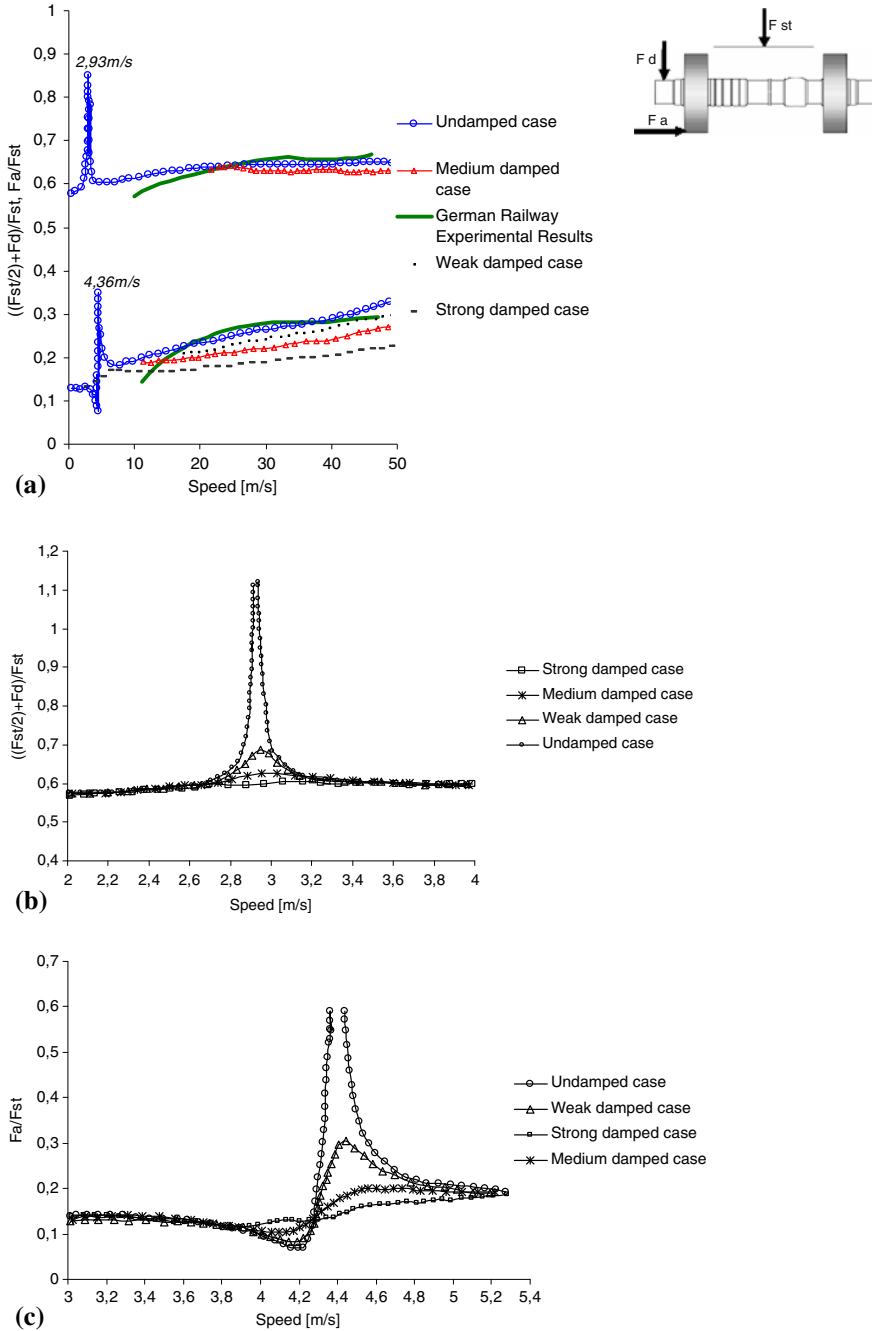 1
0,9
0,8
0,7
0,6
0,5
0,4
0,3
0,2
0,1
0
((Fst/2)+Fd)/Fst, Fa/Fst
2,93m/s
4,36m/s
0 10 20 30 40 50
Speed [m/s]
(a)
Undamped case
Medium damped
case
German Railway
Experimental Results
Weak damped case
Strong damped case
F st
F d
F a
1,2
1,1
1
0,9
0,8
0,7
0,6
0,5
0,4
((Fst/2)+Fd)/Fst
2 2,2 2,4 2,6 2,8 3 3,2 3,4 3,6 3,8 4
Speed [m/s]
(b)
Strong damped case
Medium damped case
Weak damped case
Undamped case
0,7
0,6
0,5
0,4
0,3
0,2
0,1
0
Fa/Fst
3 3,2 3,4 3,6 3,8 4 4,2 4,4 4,6 4,8 5 5,2 5,4
Speed [m/s]
(c)
Undamped case
Weak damped case
Strong damped case
Medium damped case